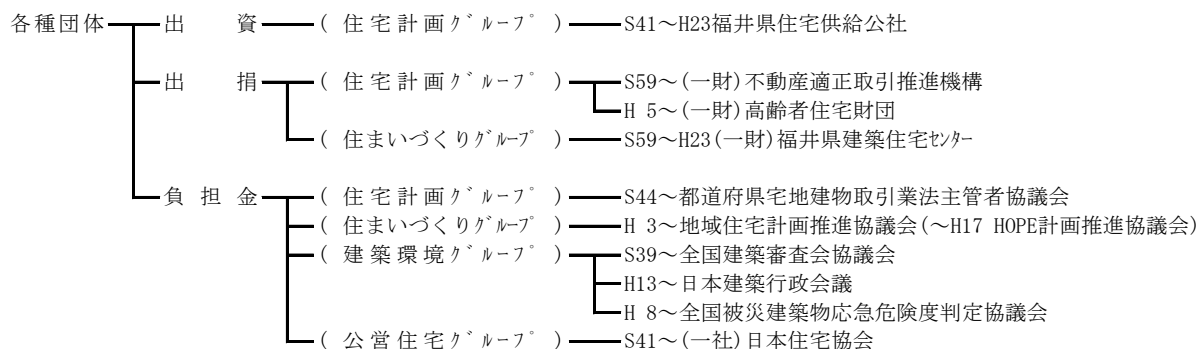 各種団体 出資 (住宅計画ｸﾞﾙｰﾌﾟ) S41～H23福井県住宅供給公社
出捐 (住宅計画ｸﾞﾙｰﾌﾟ) S59～(一財)不動産適正取引推進機構
H 5～(一財)高齢者住宅財団
(住まいづくりｸﾞﾙｰﾌﾟ) S59～H23(一財)福井県建築住宅ｾﾝﾀｰ
負担金 (住宅計画ｸﾞﾙｰﾌﾟ) S44～都道府県宅地建物取引業法主管者協議会
(住まいづくりｸﾞﾙｰﾌﾟ) H 3～地域住宅計画推進協議会(～H17 HOPE計画推進協議会)
(建築環境ｸﾞﾙｰﾌﾟ) S39～全国建築審査会協議会
H13～日本建築行政会議
H 8～全国被災建築物応急危険度判定協議会
(公営住宅ｸﾞﾙｰﾌﾟ) S41～(一社)日本住宅協会